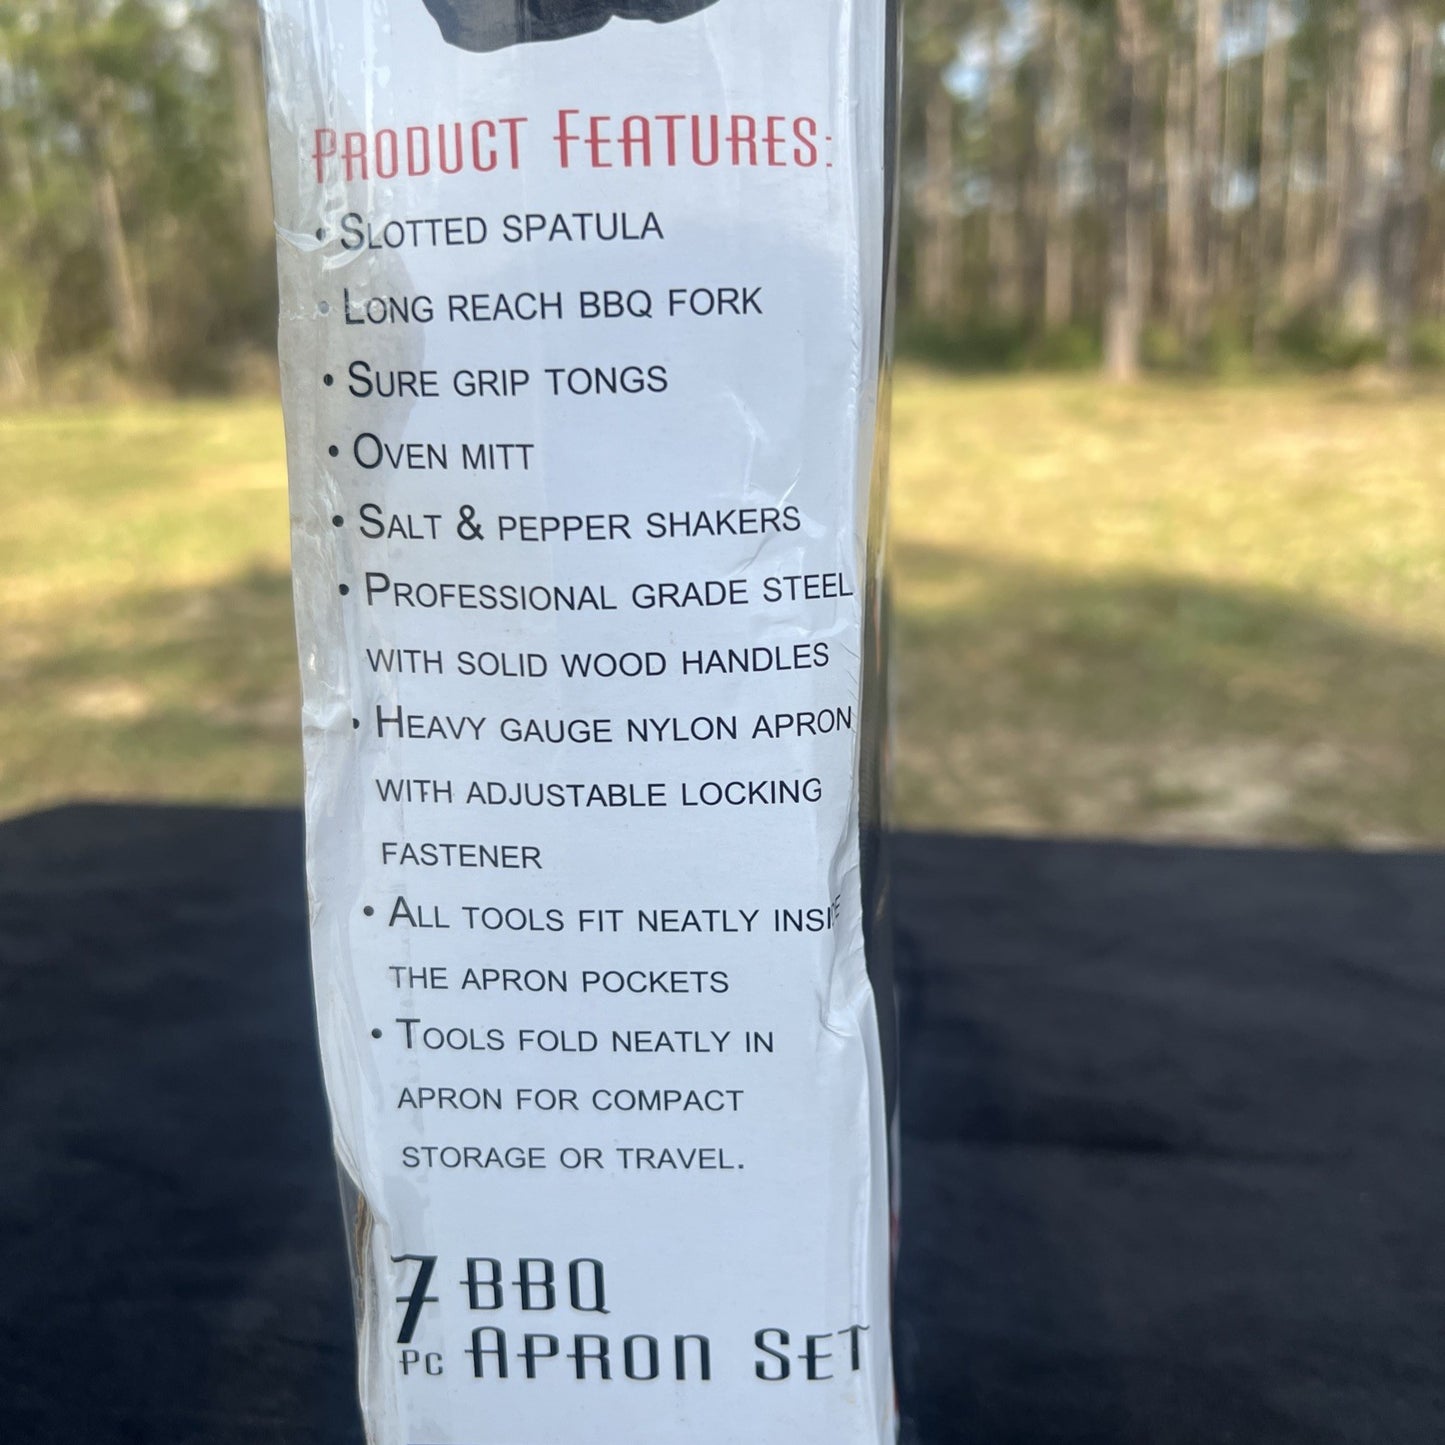 Product Features:
• Slotted spatula
• Long reach BBQ fork
• Sure grip tongs
• Oven mitt
• Salt & pepper shakers
• Professional grade steel
with solid wood handles
• Heavy gauge nylon apron
with adjustable locking
fastener
• All tools fit neatly inside
the apron pockets
• Tools fold neatly in
apron for compact
storage or travel.
7 BBQ
Pc Apron Set